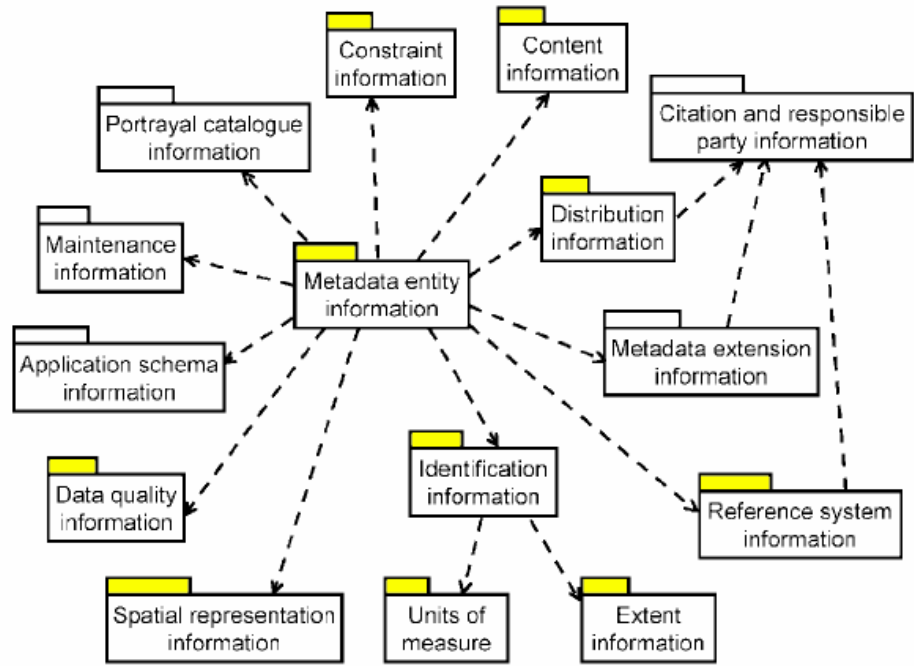 Constraint
information
Content
information
Portrayal catalogue
information
Citation and responsible
party information
Distribution
information
Maintenance
information
Metadata entity
information
Metadata extension
information
Application schema
information
Identification
information
Data quality
information
Reference system
information
Spatial representation
information
Units of
measure
Extent
information